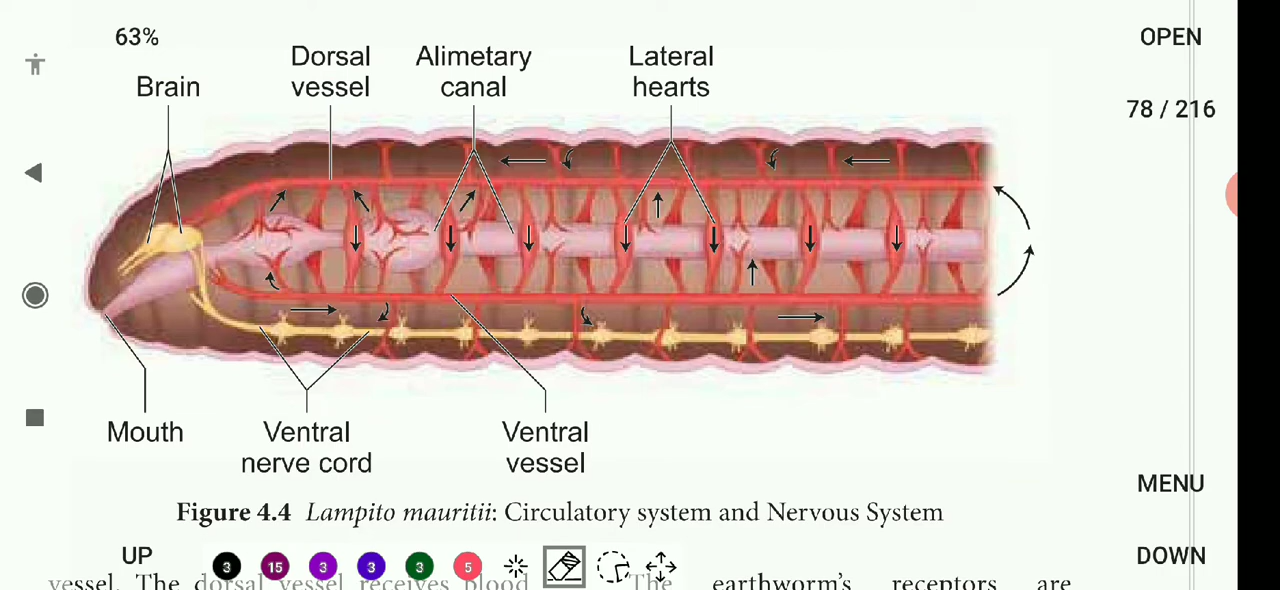 63%
OPEN
78 / 216
Brain
Dorsal
vessel
Alimetary
canal
Lateral
hearts
Mouth
Ventral
nerve cord
Ventral
vessel
MENU
Figure 4.4 Lampito mauritii: Circulatory system and Nervous System
UP
3 15 3 3 3 5
DOWN
vessel. The dorsal vessel receives blood
The earthworm's receptors are